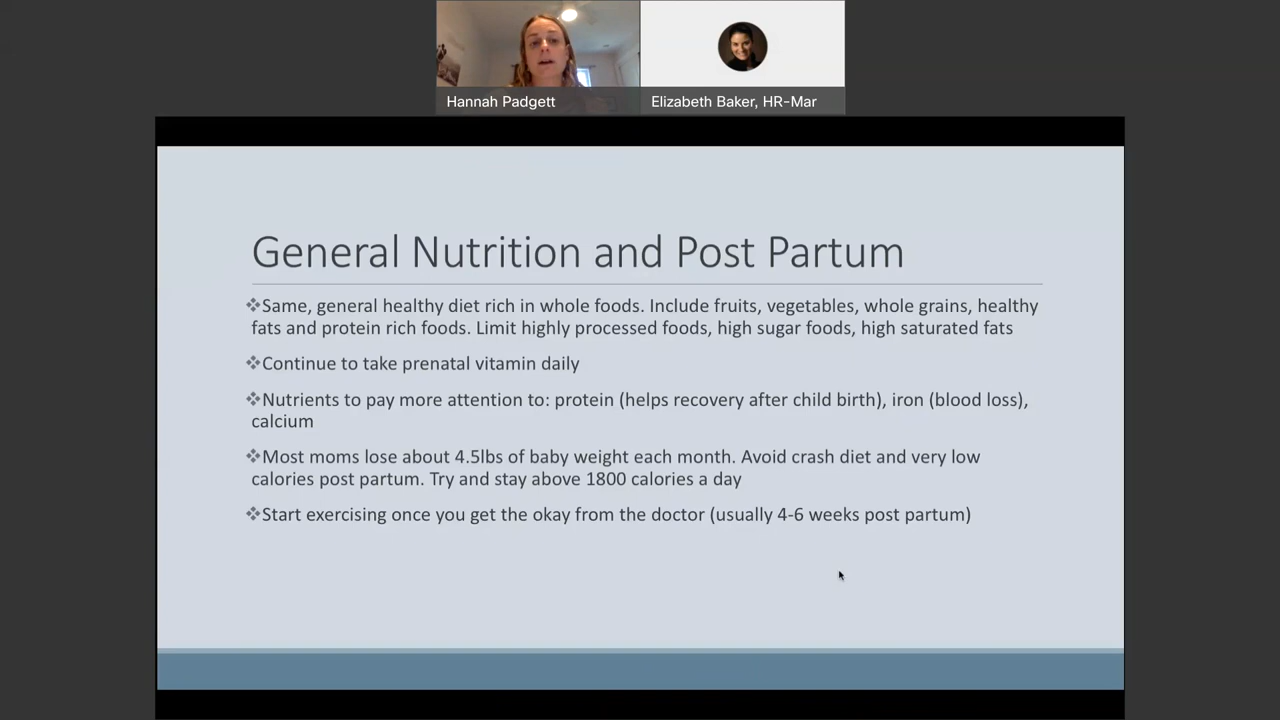 Hannah Padgett
Elizabeth Baker, HR-Mar
General Nutrition and Post Partum
❖Same, general healthy diet rich in whole foods. Include fruits, vegetables, whole grains, healthy
fats and protein rich foods. Limit highly processed foods, high sugar foods, high saturated fats
❖Continue to take prenatal vitamin daily
❖Nutrients to pay more attention to: protein (helps recovery after child birth), iron (blood loss),
calcium
❖Most moms lose about 4.5lbs of baby weight each month. Avoid crash diet and very low
calories post partum. Try and stay above 1800 calories a day
❖Start exercising once you get the okay from the doctor (usually 4-6 weeks post partum)